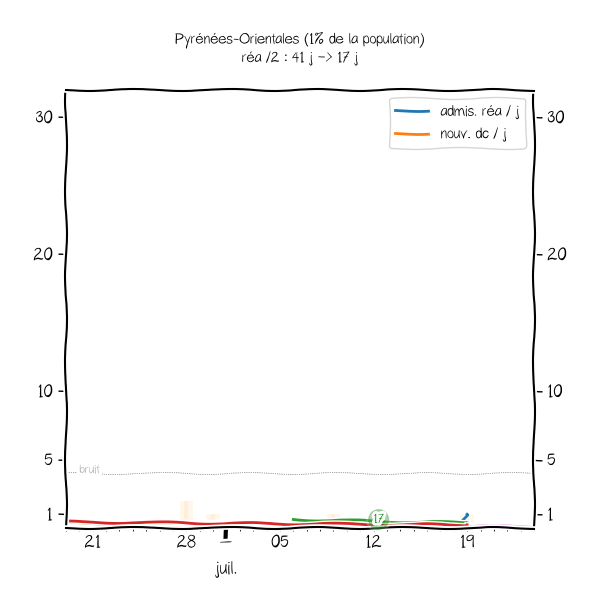 Pyrénées-Orientales (1% de la population)
réa /2 : 41 j -> 17 j
admis. réa / j
nouv. dc / j
30
30
20
20
10
10
5
5
bruit
1
1
17
21
28
1
05
12
19
juil.